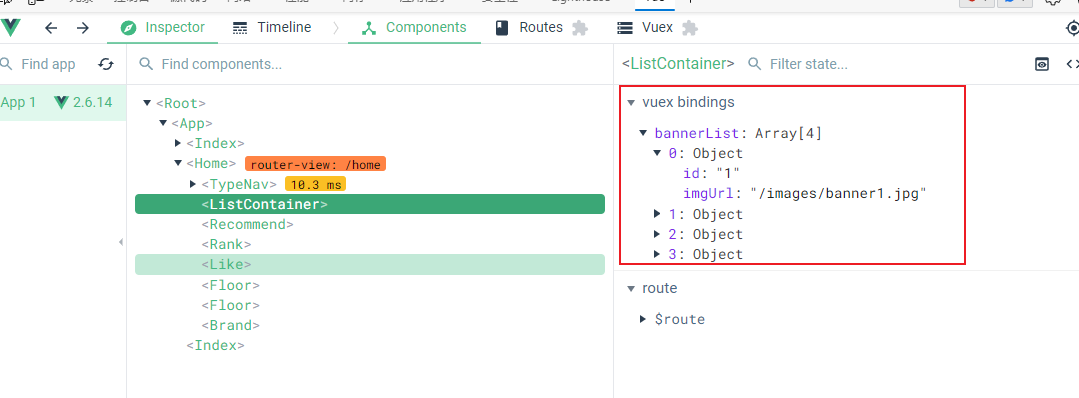 Inspector
Timeline
Components
Routes
Vuex
Find app
Find components...
<ListContainer>
Filter state...
App 1
2.6.14
<Root>
<App>
<Index>
<Home> router-view: /home
<TypeNav> 10.3 ms
<ListContainer>
<Recommend>
<Rank>
<Like>
<Floor>
<Floor>
<Brand>
<Index>
vuex bindings
bannerList: Array[4]
0: Object
id: "1"
imgUrl: "/images/banner1.jpg"
1: Object
2: Object
3: Object
route
$route